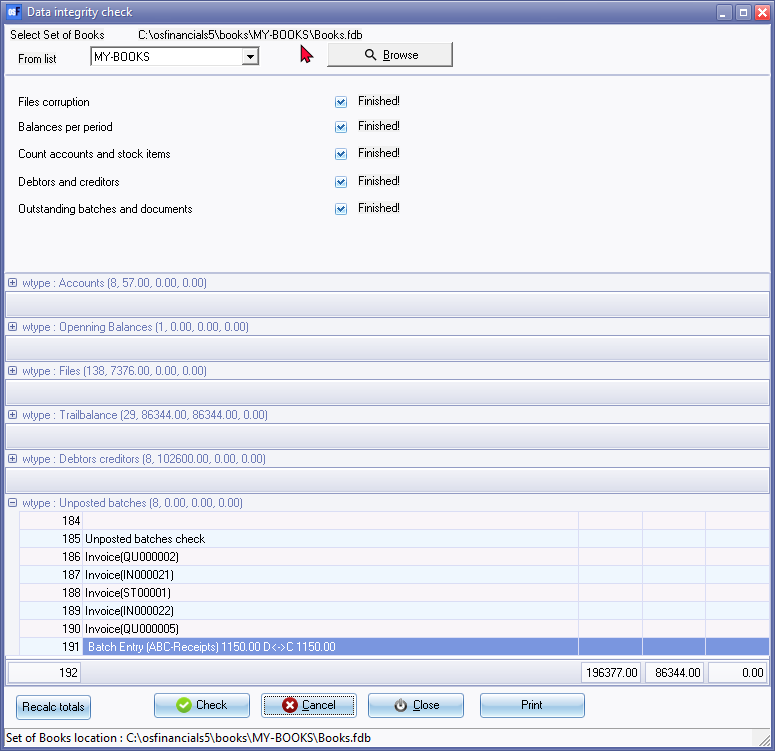 Data integrity check
Select Set of Books C:\osfinancials5\books\MY-BOOKS\Books.fdb
From list MY-BOOKS Browse
Files corruption Finished!
Balances per period Finished!
Count accounts and stock items Finished!
Debtors and creditors Finished!
Outstanding batches and documents Finished!
wtype : Accounts (8, 57.00, 0.00, 0.00)
wtype : Openning Balances (1, 0.00, 0.00, 0.00)
wtype : Files (138, 7376.00, 0.00, 0.00)
wtype : Trailbalance (29, 86344.00, 86344.00, 0.00)
wtype : Debtors creditors (8, 102600.00, 0.00, 0.00)
wtype : Unposted batches (8, 0.00, 0.00, 0.00)
184
185 Unposted batches check
186 Invoice(QU000002)
187 Invoice(IN000021)
188 Invoice(ST00001)
189 Invoice(IN000022)
190 Invoice(QU000005)
191 Batch Entry (ABC-Receipts) 1150.00 D<->C 1150.00
192 196377.00 86344.00 0.00
Recalc totals Check Cancel Close Print
Set of Books location : C:\osfinancials5\books\MY-BOOKS\Books.fdb